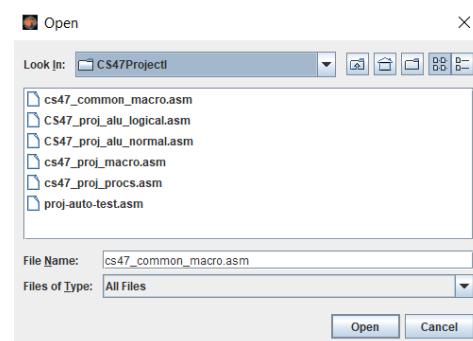 Open
Look In: CS47ProjectI
cs47_common_macro.asm
CS47_proj_alu_logical.asm
CS47_proj_alu_normal.asm
cs47_proj_macro.asm
cs47_proj_procs.asm
proj-auto-test.asm
File Name: cs47_common_macro.asm
Files of Type: All Files
Open Cancel